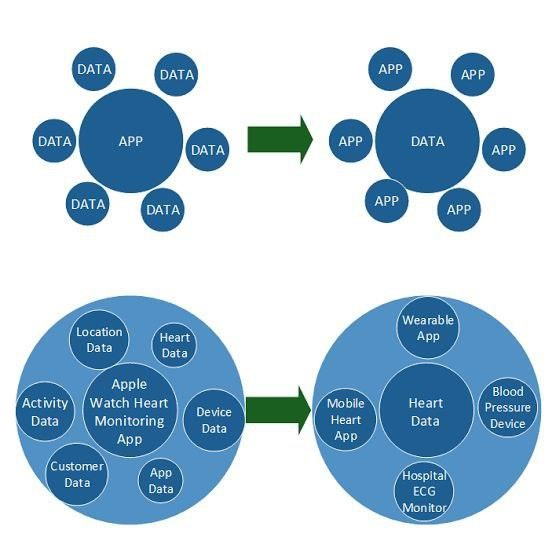 DATA
DATA
DATA
APP
DATA
DATA
DATA
APP
APP
APP
DATA
APP
APP
APP
Location
Data
Heart
Data
Activity
Data
Apple
Watch Heart
Monitoring
App
Device
Data
Customer
Data
App
Data
Wearable
App
Mobile
Heart
App
Heart
Data
Blood
Pressure
Device
Hospital
ECG
Monitor